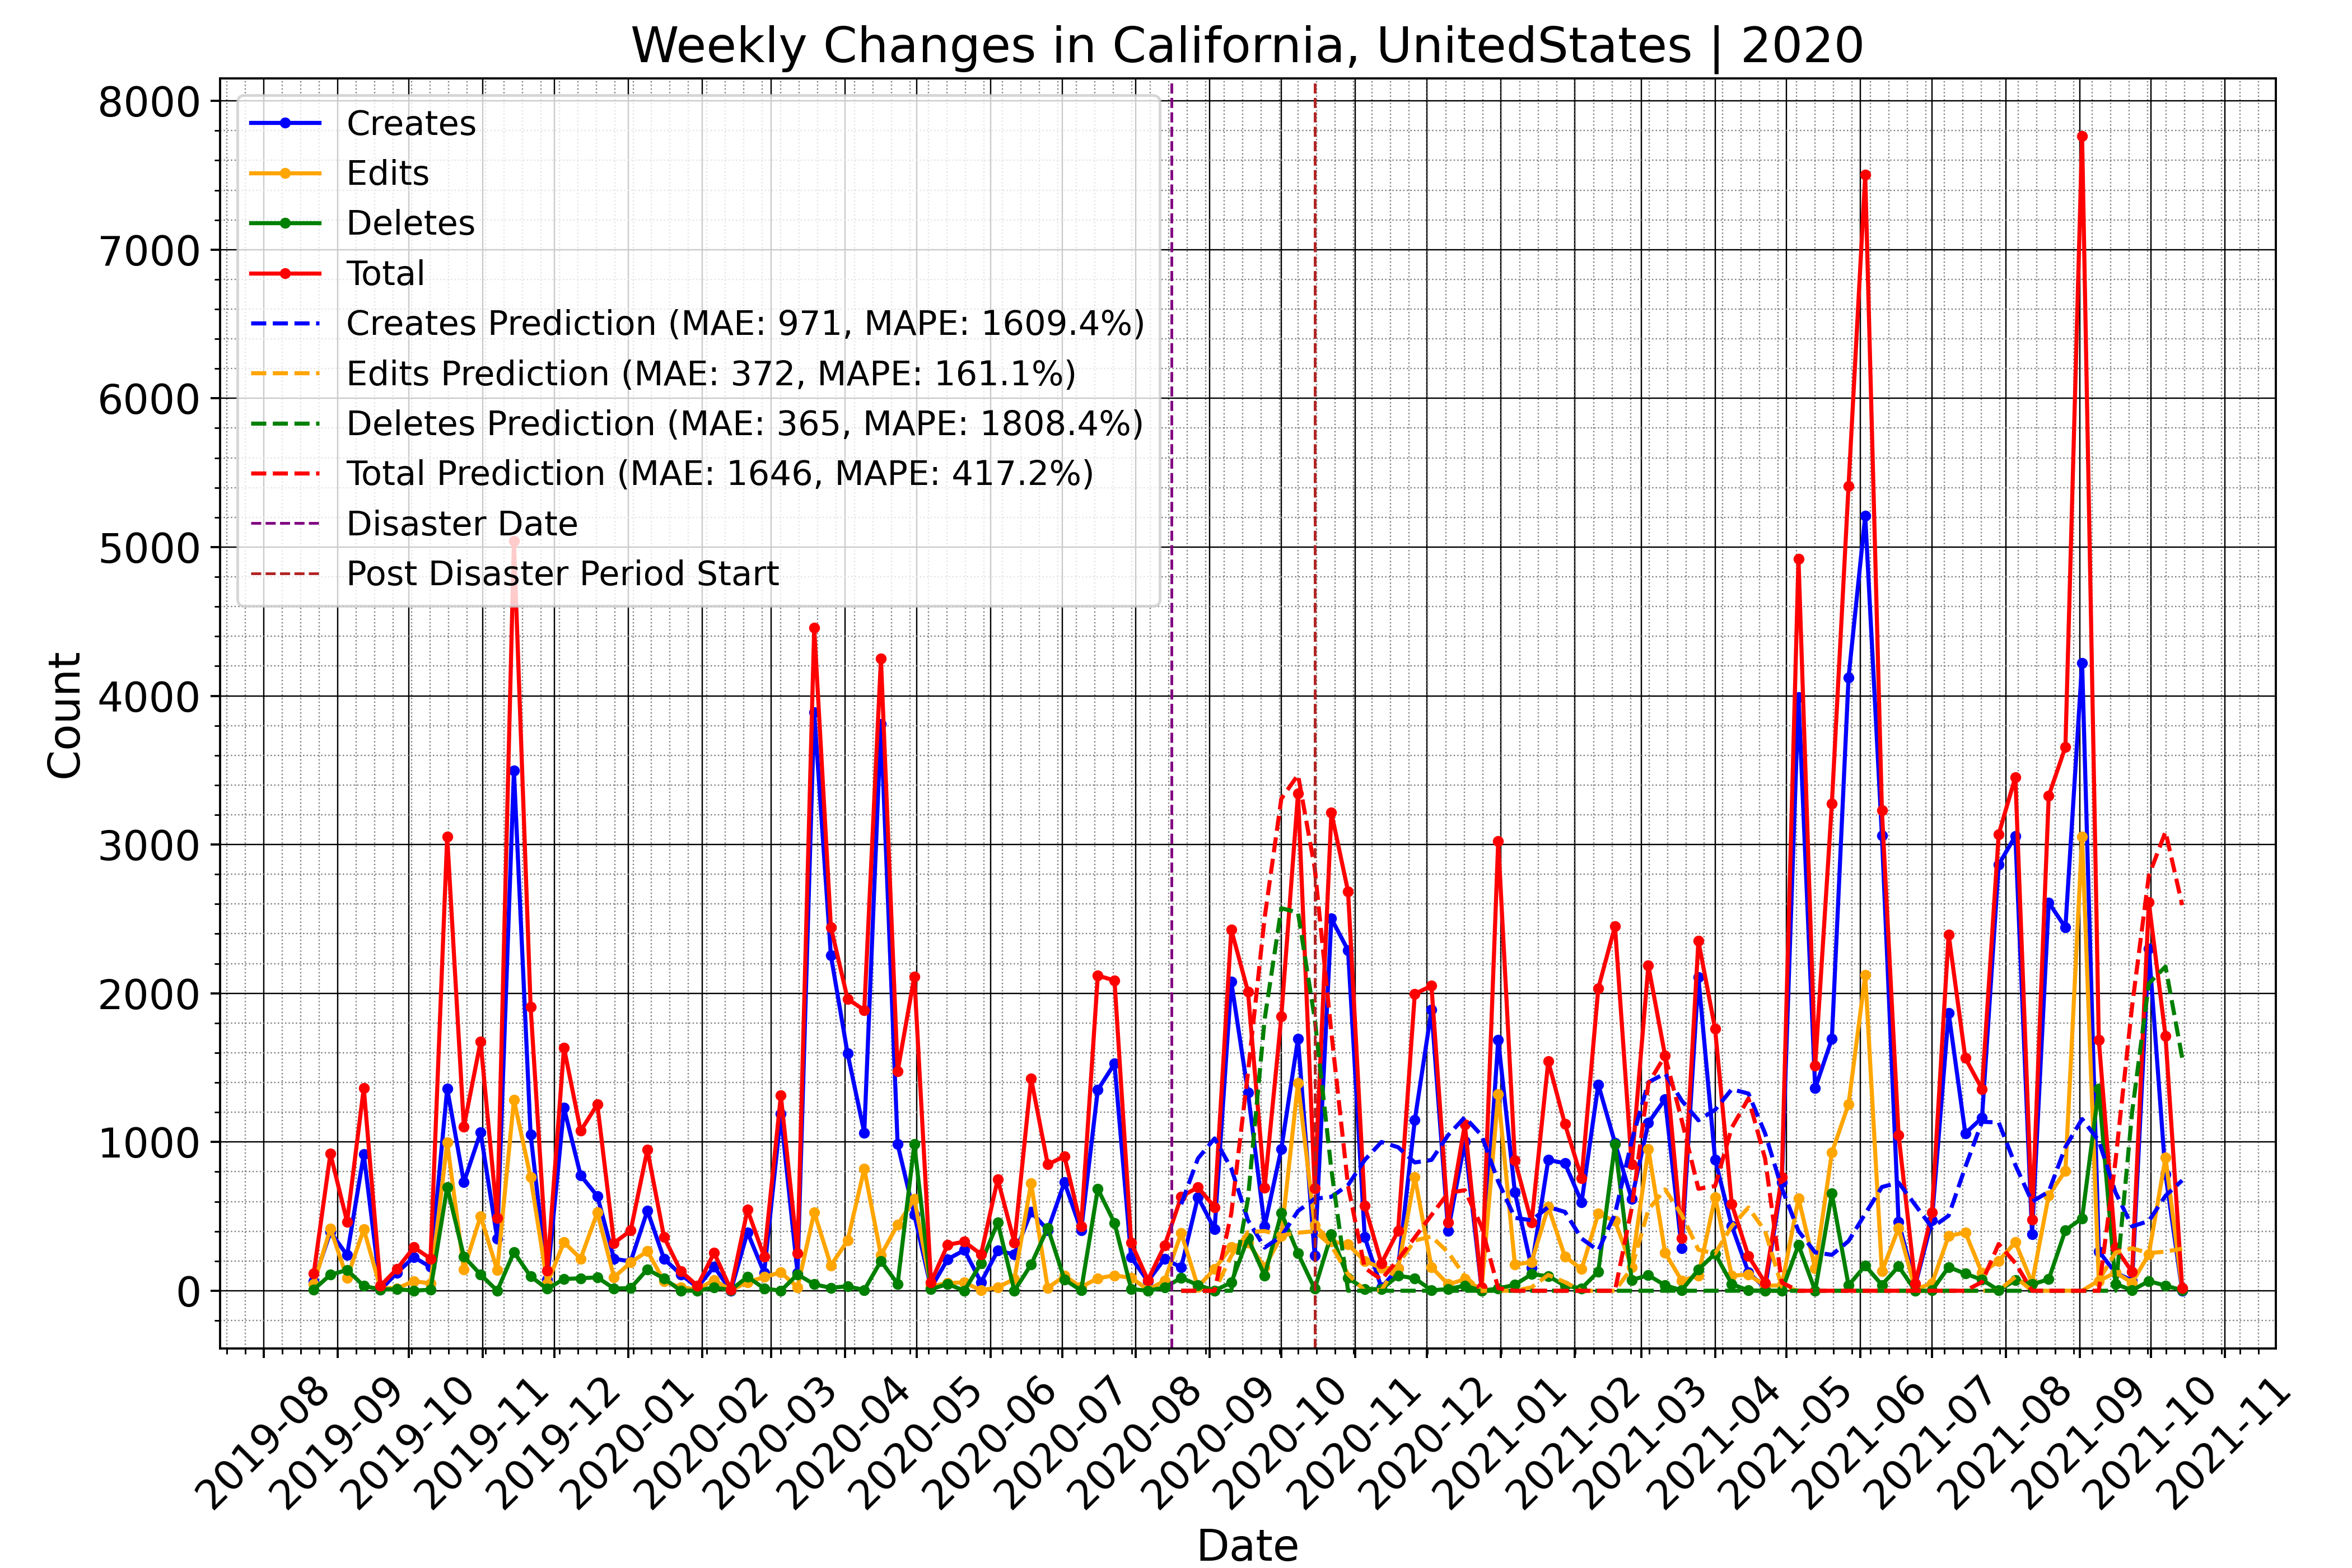 Weekly Changes in California, UnitedStates | 2020
8000
7000
6000
5000
4000
3000
2000
1000
0
Count
Creates
Edits
Deletes
Total
Creates Prediction (MAE: 971, MAPE: 1609.4%)
Edits Prediction (MAE: 372, MAPE: 161.1%)
Deletes Prediction (MAE: 365, MAPE: 1808.4%)
Total Prediction (MAE: 1646, MAPE: 417.2%)
Disaster Date
Post Disaster Period Start
2019-08
2019-09
2019-10
2019-11
2019-12
2020-01
2020-02
2020-03
2020-04
2020-05
2020-06
2020-07
2020-08
2020-09
2020-10
2020-11
2020-12
2021-01
2021-02
2021-03
2021-04
2021-05
2021-06
2021-07
2021-08
2021-09
2021-10
2021-11
Date